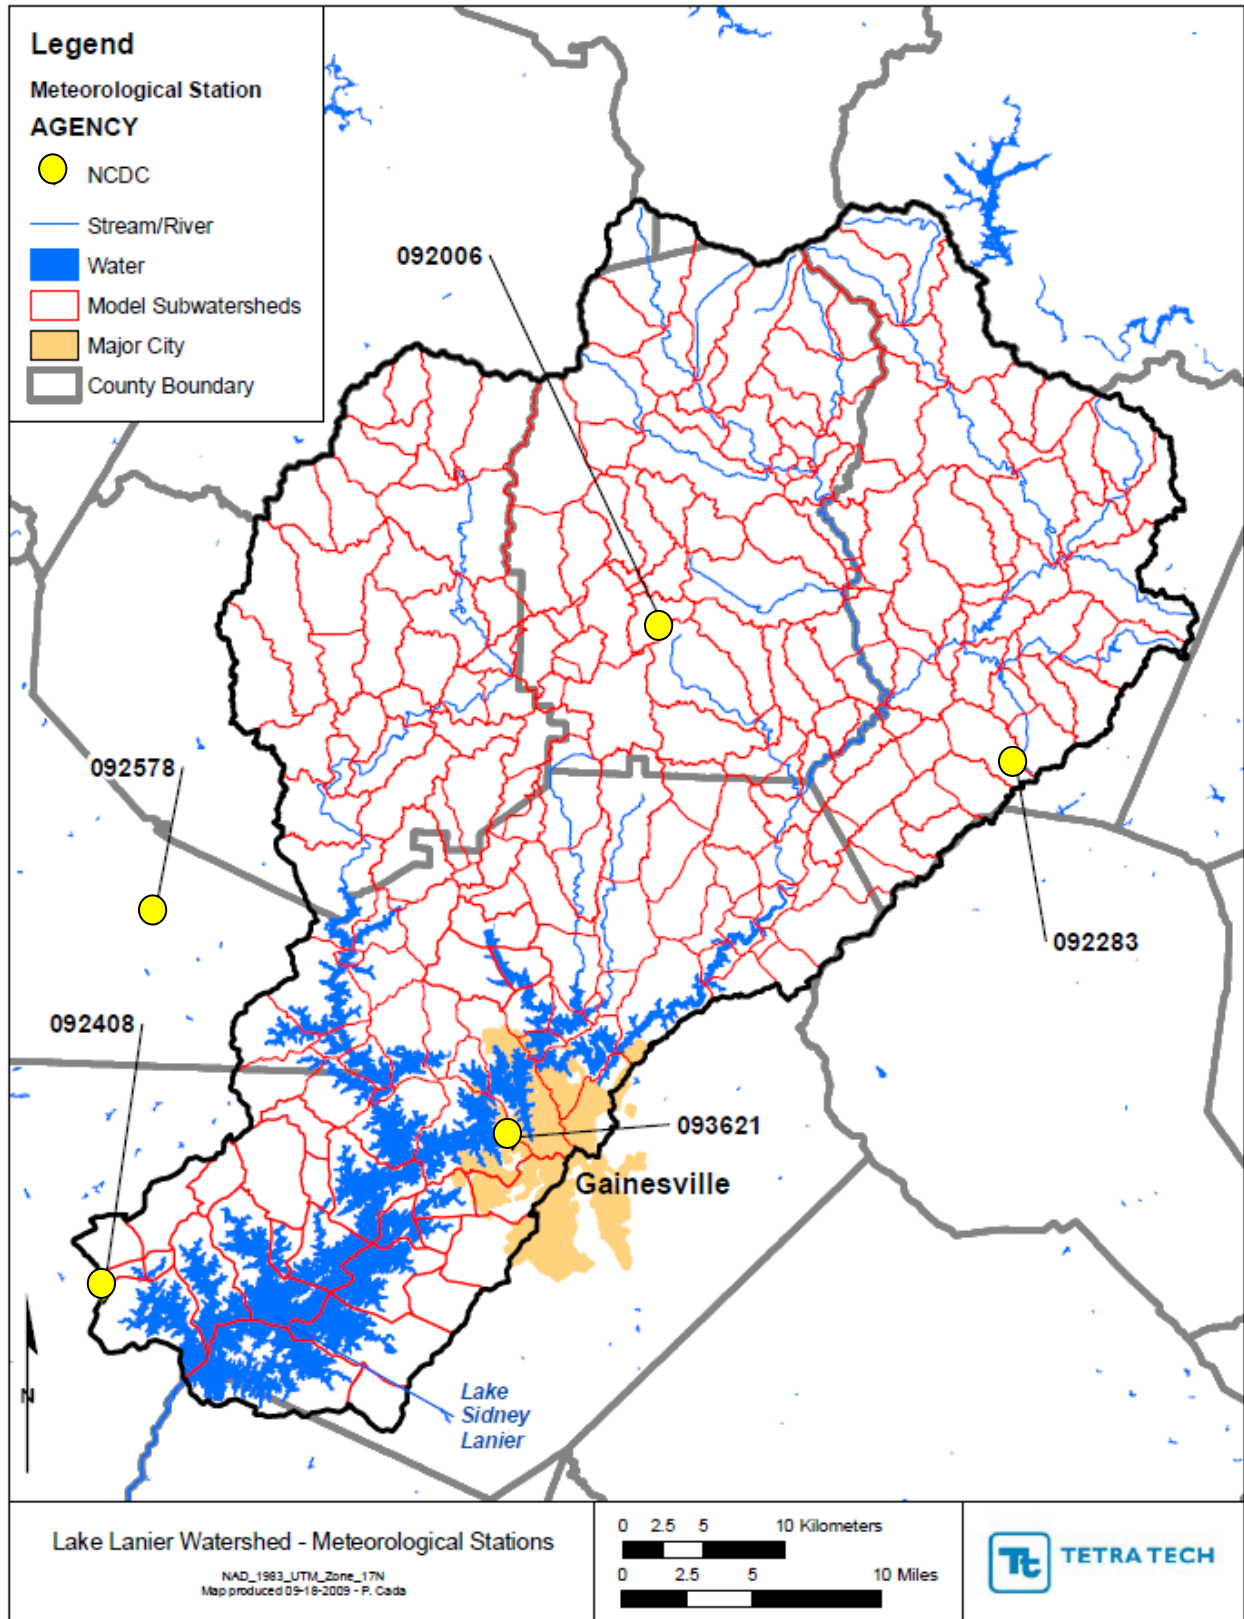 Legend
Meteorological Station
AGENCY
NCDC
Stream/River
Water
Model Subwatersheds
Major City
County Boundary
092006
092578
092283
092408
093621
Gainesville
Lake
Sidney
Lanier
N
Lake Lanier Watershed - Meteorological Stations
NAD_1983_UTM_Zone_17N
Map produced 09-18-2009 - P. Cada
0 2.5 5 10 Kilometers
0 2.5 5 10 Miles
Tt
TETRA TECH